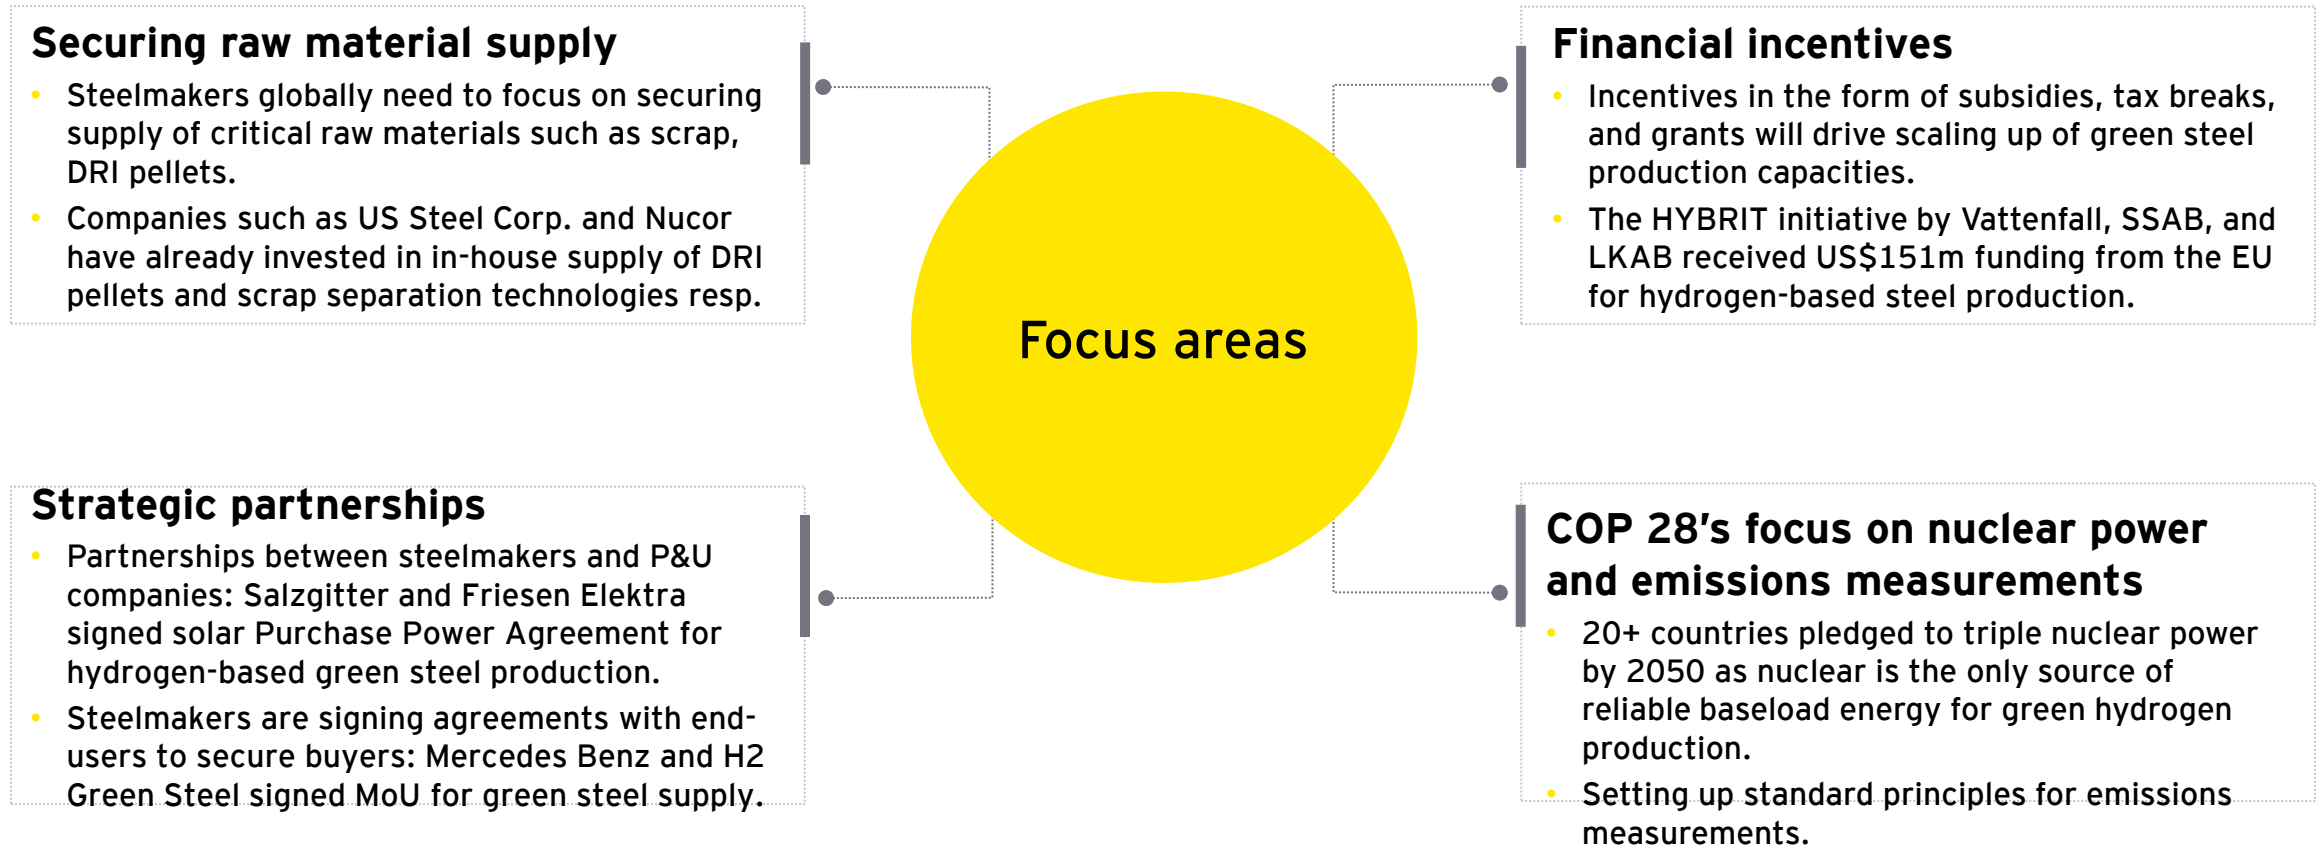 Securing raw material supply
• Steelmakers globally need to focus on securing
supply of critical raw materials such as scrap,
DRI pellets.
• Companies such as US Steel Corp. and Nucor
have already invested in in-house supply of DRI
pellets and scrap separation technologies resp.
Financial incentives
• Incentives in the form of subsidies, tax breaks,
and grants will drive scaling up of green steel
production capacities.
• The HYBRIT initiative by Vattenfall, SSAB, and
LKAB received US$151m funding from the EU
for hydrogen-based steel production.
Focus areas
Strategic partnerships
• Partnerships between steelmakers and P&U
companies: Salzgitter and Friesen Elektra
signed solar Purchase Power Agreement for
hydrogen-based green steel production.
• Steelmakers are signing agreements with end-
users to secure buyers: Mercedes Benz and H2
Green Steel signed MoU for green steel supply.
COP 28's focus on nuclear power
and emissions measurements
• 20+ countries pledged to triple nuclear power
by 2050 as nuclear is the only source of
reliable baseload energy for green hydrogen
production.
• Setting up standard principles for emissions
measurements.